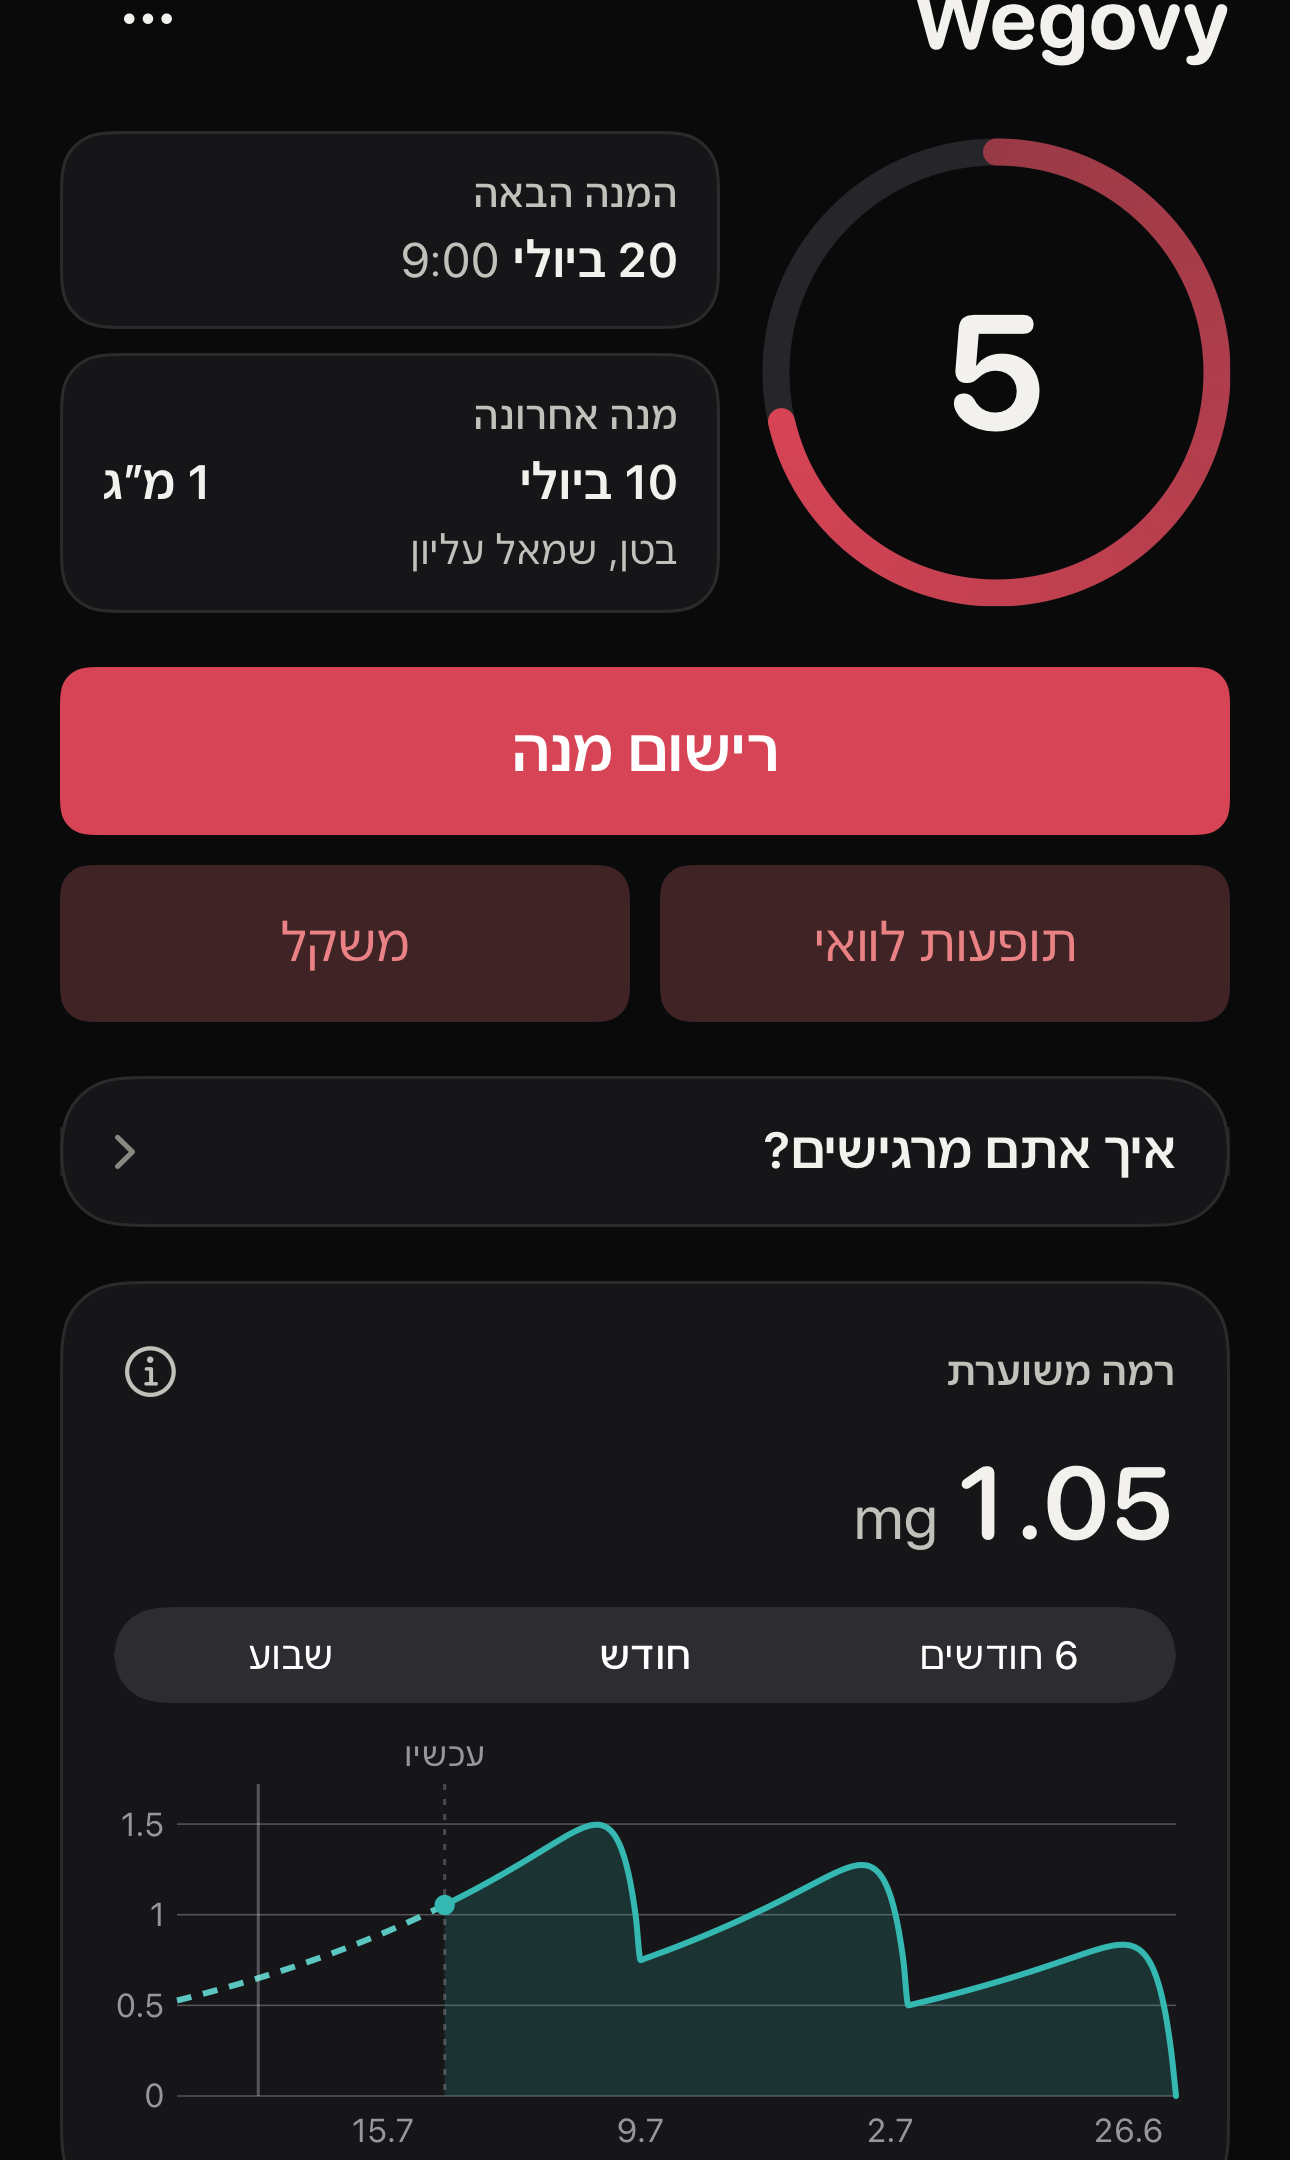 Wegovy
5
המנה הבאה
20 ביולי 9:00
מנה אחרונה
10 ביולי 1 מ״ג
בטן, שמאל עליון
רישום מנה
תופעות לוואי
משקל
איך אתם מרגישים?
רמה משוערת
1.05 mg
6 חודשים
חודש
שבוע
עכשיו
1.5
1
0.5
0
26.6
2.7
9.7
15.7